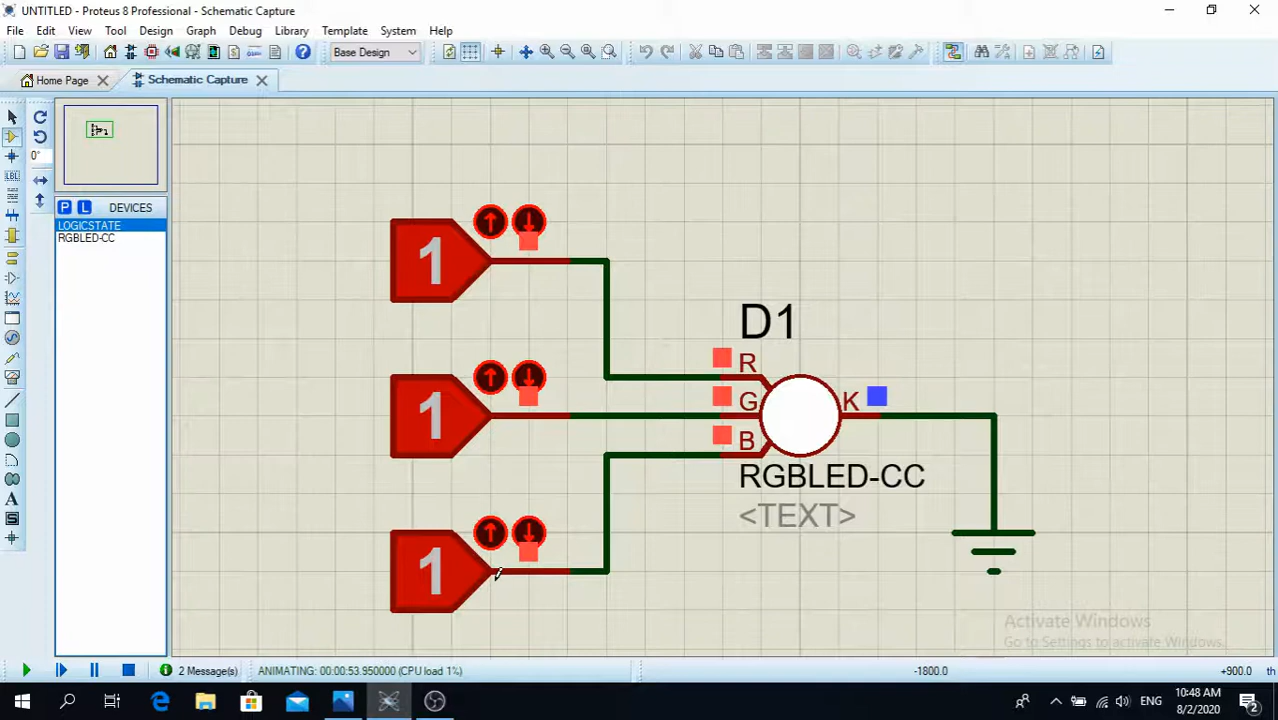 UNTITLED - Proteus 8 Professional - Schematic Capture
File Edit View Tool Design Graph Debug Library Template System Help
Base Design
Home Page
Schematic Capture
0°
P L DEVICES
LOGICSTATE
RGBLED-CC
LBL
A
S
1
1
1
D1
R
G
B
K
RGBLED-CC
<TEXT>
Activate Windows
Go to Settings to activate Windows.
2 Message(s)
ANIMATING: 00:00:53.950000 (CPU load 1%)
-1800.0
+900.0
th
ENG
10:48 AM
8/2/2020
2